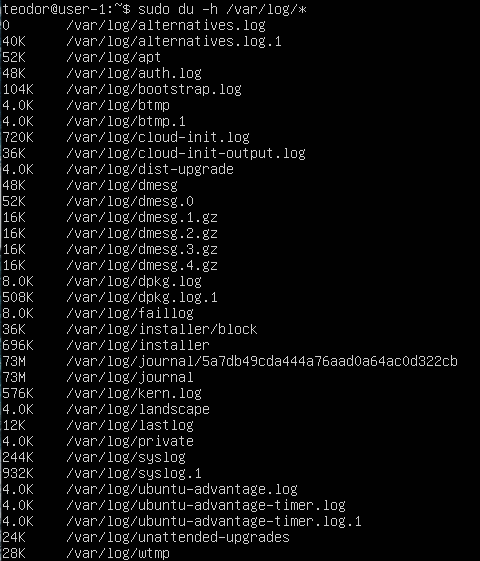 teodor@user-1:~$ sudo du -h /var/log/*
0 /var/log/alternatives.log
40K /var/log/alternatives.log.1
52K /var/log/apt
48K /var/log/auth.log
104K /var/log/bootstrap.log
4.0K /var/log/btmp
4.0K /var/log/btmp.1
720K /var/log/cloud-init.log
36K /var/log/cloud-init-output.log
4.0K /var/log/dist-upgrade
48K /var/log/dmesg
52K /var/log/dmesg.0
16K /var/log/dmesg.1.gz
16K /var/log/dmesg.2.gz
16K /var/log/dmesg.3.gz
16K /var/log/dmesg.4.gz
8.0K /var/log/dpkg.log
508K /var/log/dpkg.log.1
8.0K /var/log/faillog
36K /var/log/installer/block
696K /var/log/installer
73M /var/log/journal/5a7db49cda444a76aad0a64ac0d322cb
73M /var/log/journal
576K /var/log/kern.log
4.0K /var/log/landscape
12K /var/log/lastlog
4.0K /var/log/private
244K /var/log/syslog
932K /var/log/syslog.1
4.0K /var/log/ubuntu-advantage.log
4.0K /var/log/ubuntu-advantage-timer.log
4.0K /var/log/ubuntu-advantage-timer.log.1
24K /var/log/unattended-upgrades
28K /var/log/wtmp